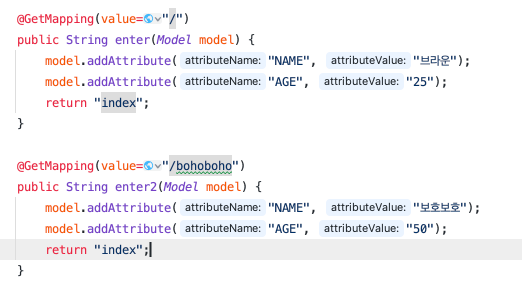 @GetMapping(value="/")
public String enter(Model model) {
    model.addAttribute( attributeName: "NAME", attributeValue: "브라운");
    model.addAttribute( attributeName: "AGE", attributeValue: "25");
    return "index";
}
@GetMapping(value="/bohoboho")
public String enter2(Model model) {
    model.addAttribute( attributeName: "NAME", attributeValue: "보호보호");
    model.addAttribute( attributeName: "AGE", attributeValue: "50");
    return "index";
}